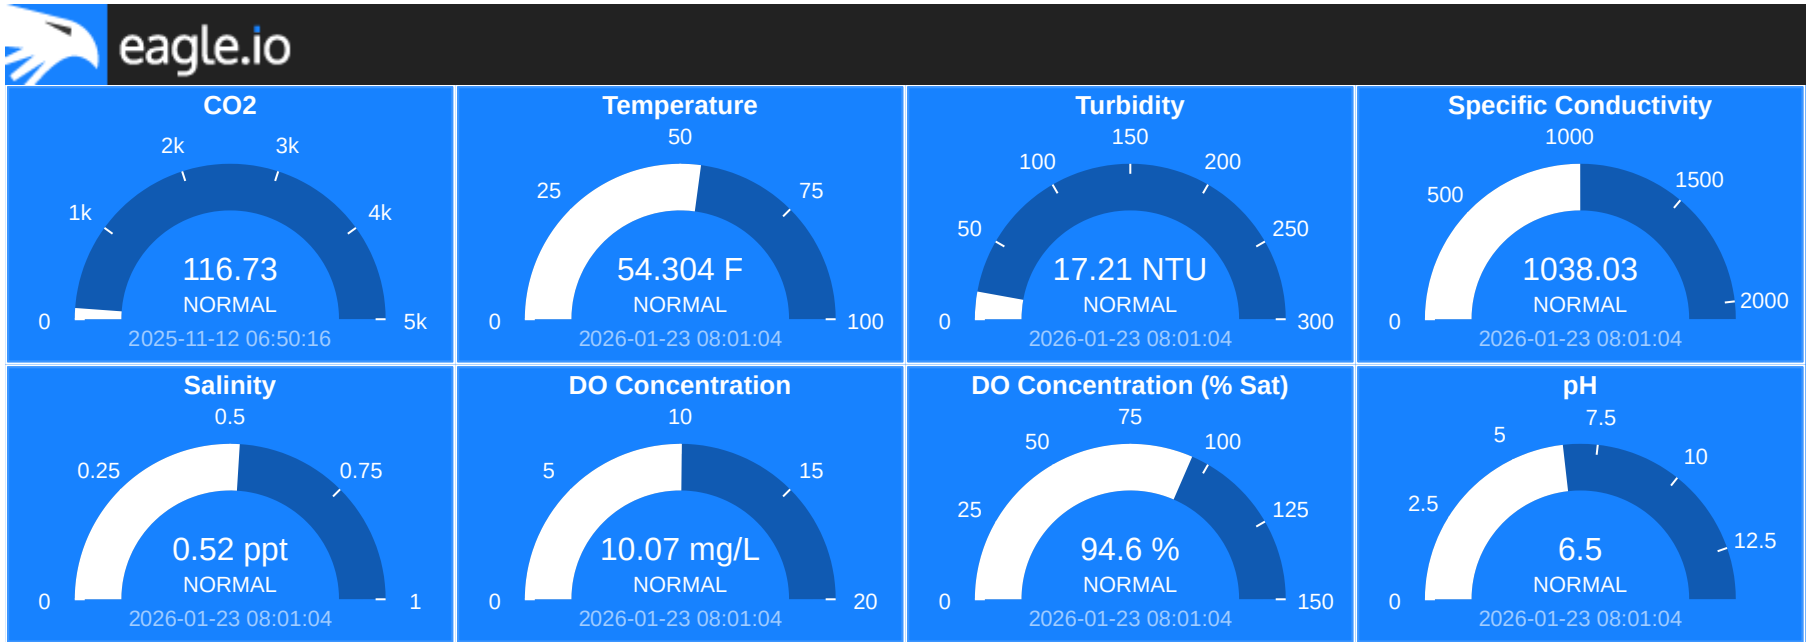 eagle.io
CO2
2k
3k
1k
4k
116.73
NORMAL
0
5k
2025-11-12 06:50:16
Temperature
50
25
75
54.304 F
NORMAL
0
100
2026-01-23 08:01:04
Turbidity
150
100
200
50
250
17.21 NTU
NORMAL
0
300
2026-01-23 08:01:04
Specific Conductivity
1000
500
1500
1038.03
NORMAL
2000
0
2026-01-23 08:01:04
Salinity
0.5
0.25
0.75
0.52 ppt
NORMAL
0
1
2026-01-23 08:01:04
DO Concentration
10
5
15
10.07 mg/L
NORMAL
0
20
2026-01-23 08:01:04
DO Concentration (% Sat)
75
50
100
25
125
94.6 %
NORMAL
0
150
2026-01-23 08:01:04
pH
7.5
5
10
2.5
12.5
6.5
NORMAL
0
2026-01-23 08:01:04